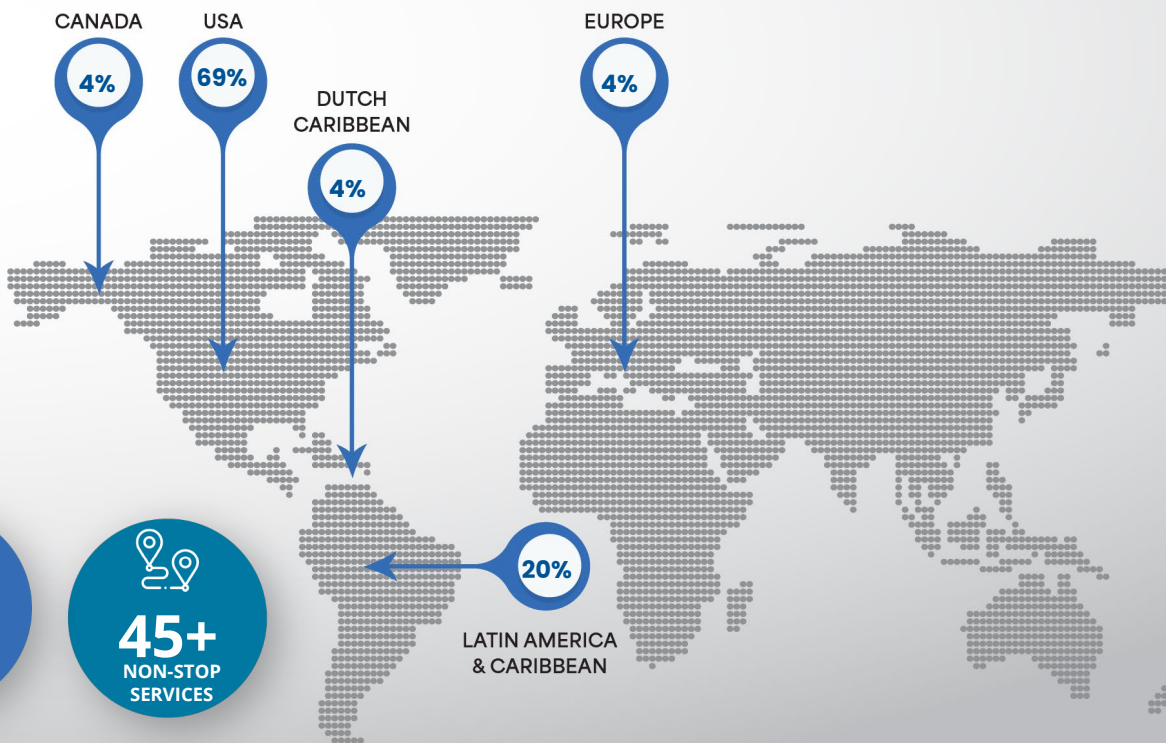 CANADA
4%
USA
69%
DUTCH
CARIBBEAN
4%
EUROPE
4%
20%
LATIN AMERICA
& CARIBBEAN
45+
NON-STOP
SERVICES